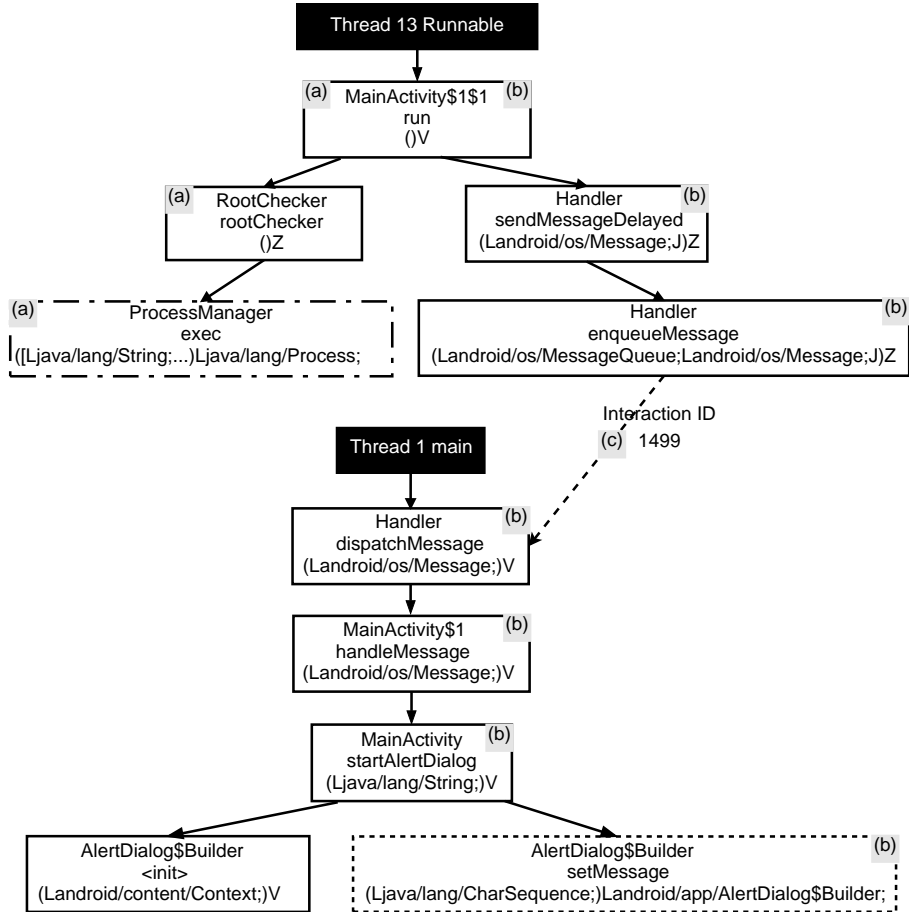 Thread 13 Runnable
(a) MainActivity$1$1 (b)
run
()V
(a) RootChecker
rootChecker
()Z
Handler (b)
sendMessageDelayed
(Landroid/os/Message;J)Z
(a) ProcessManager
exec
([Ljava/lang/String;...)Ljava/lang/Process;
Handler (b)
enqueueMessage
(Landroid/os/MessageQueue;Landroid/os/Message;J)Z
Interaction ID
(c) 1499
Thread 1 main
Handler (b)
dispatchMessage
(Landroid/os/Message;)V
MainActivity$1 (b)
handleMessage
(Landroid/os/Message;)V
MainActivity (b)
startAlertDialog
(Ljava/lang/String;)V
AlertDialog$Builder
<init>
(Landroid/content/Context;)V
AlertDialog$Builder (b)
setMessage
(Ljava/lang/CharSequence;)Landroid/app/AlertDialog$Builder;